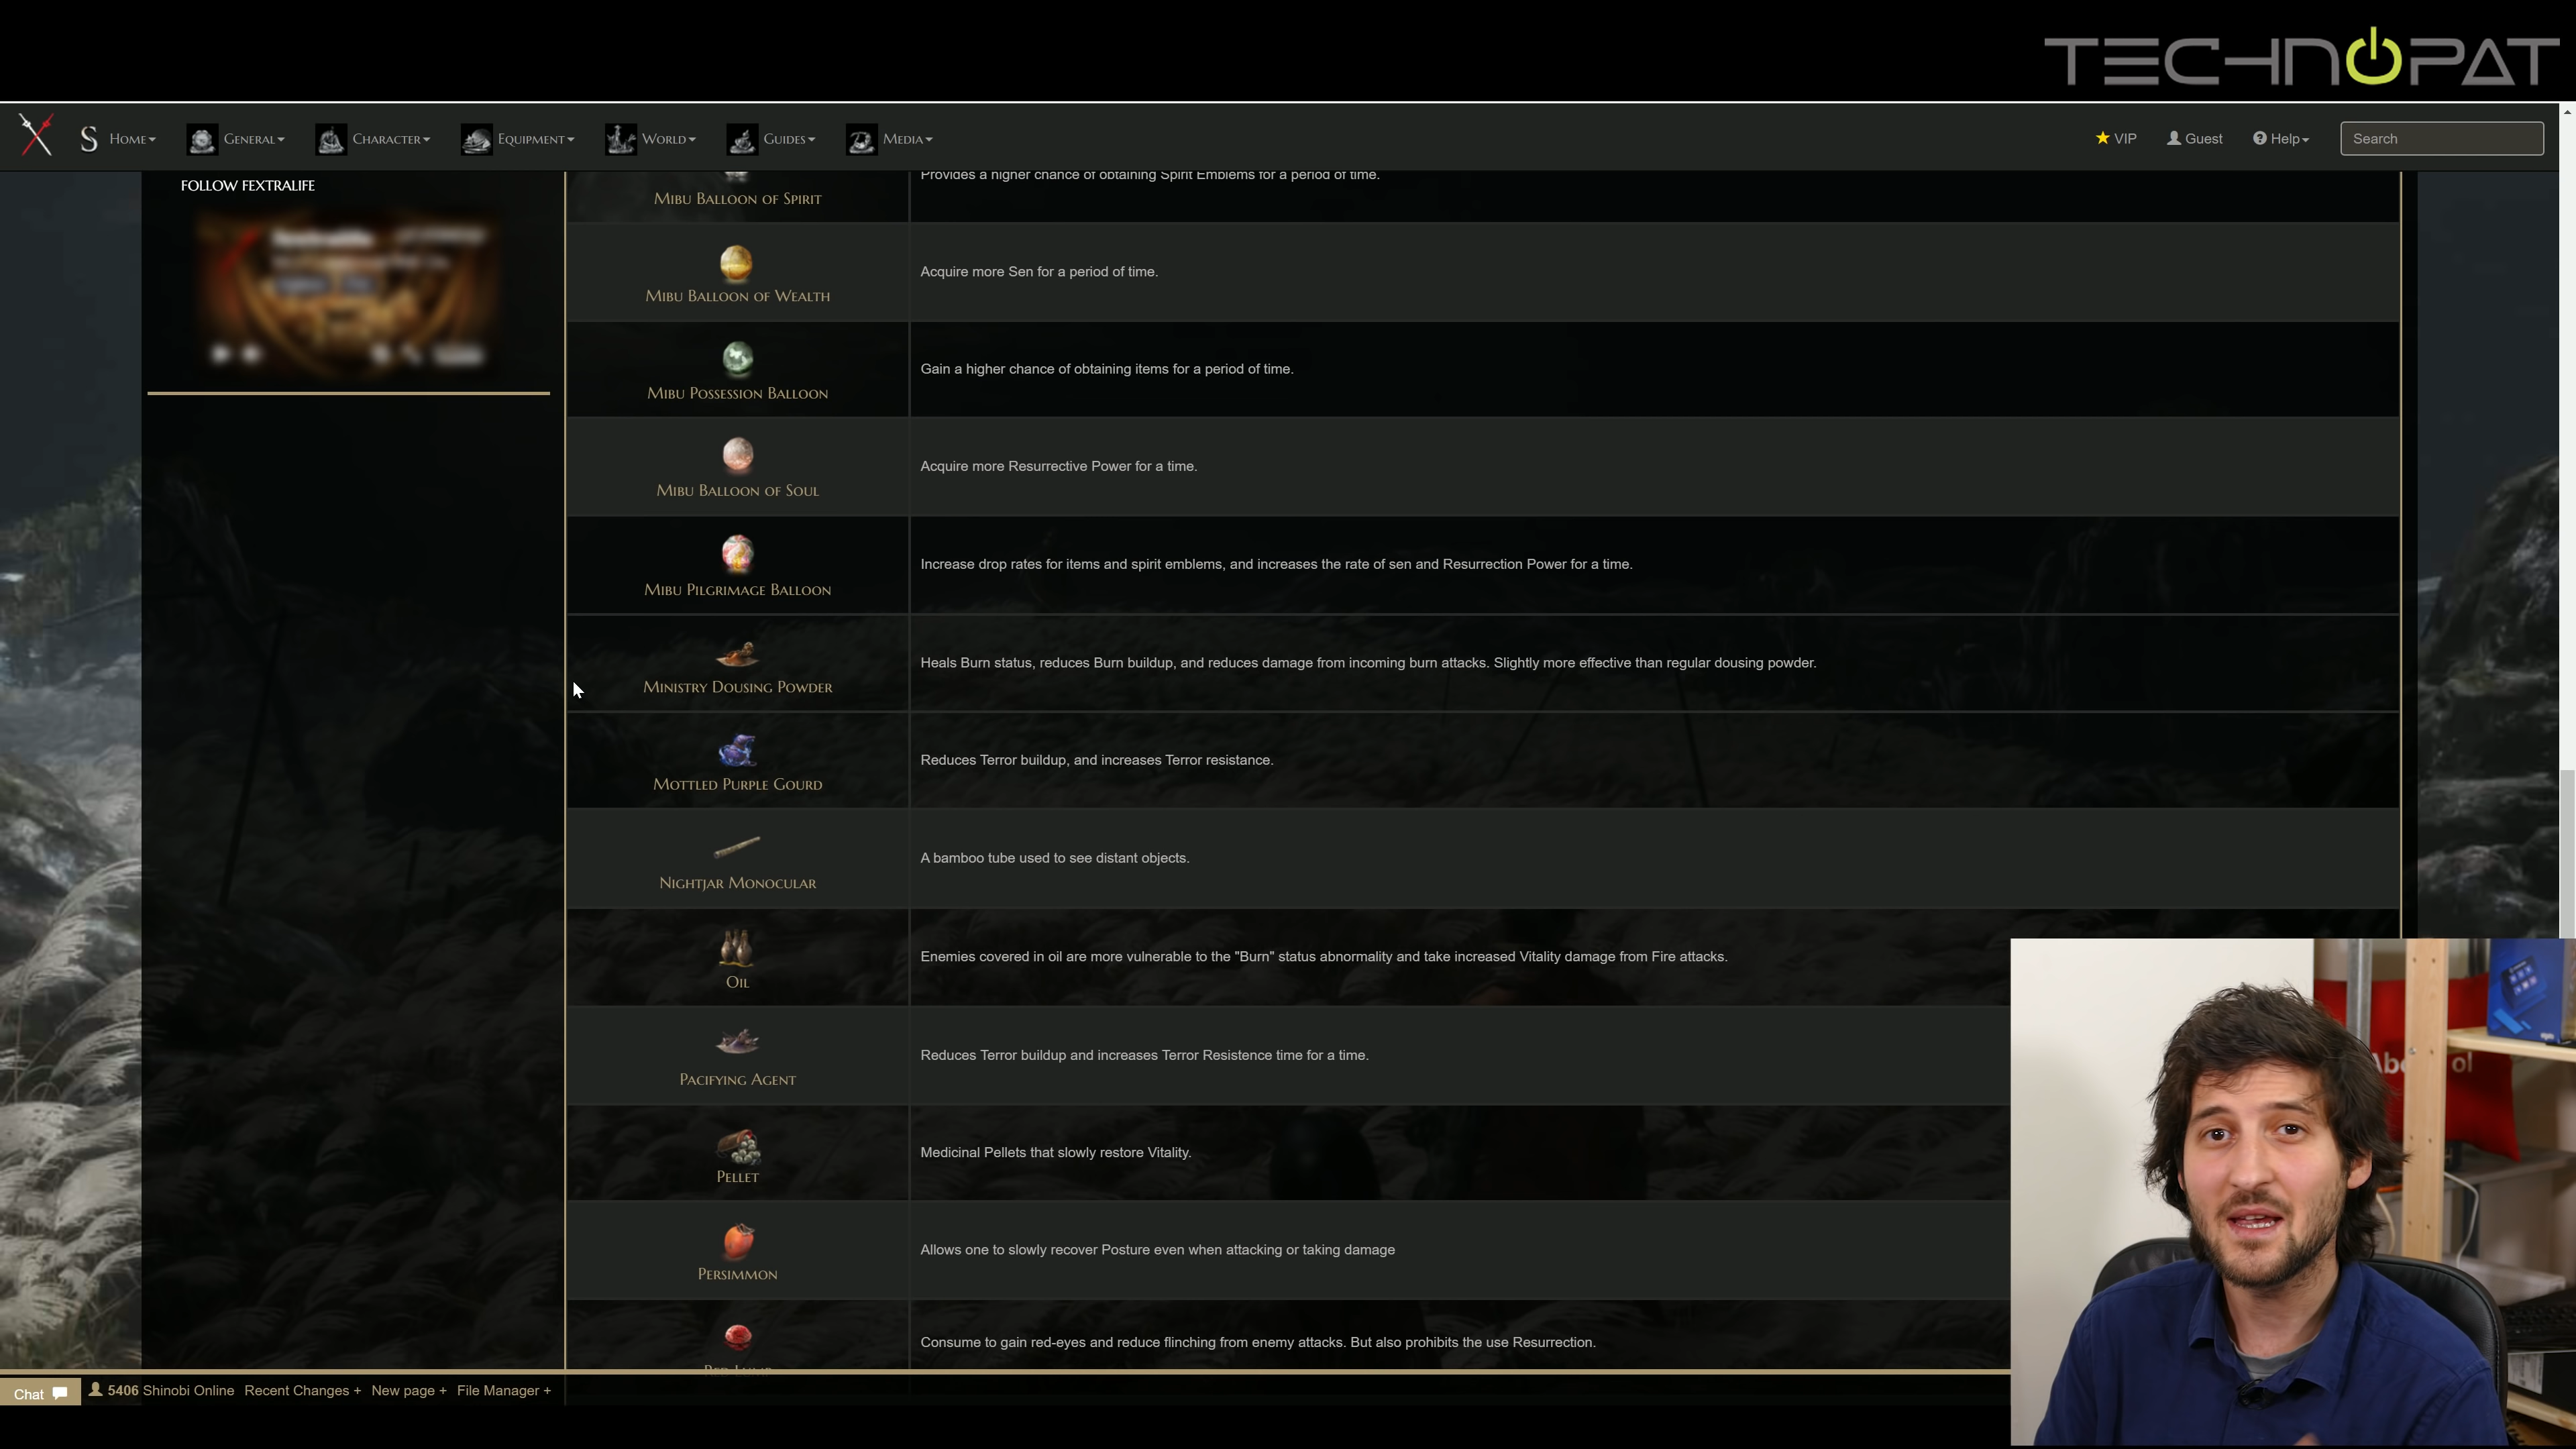 TECHNOPAT
S Home General Character Equipment World Guides Media VIP Guest Help Search
FOLLOW FEXTRALIFE
Mibu Balloon of Spirit
Provides a higher chance of obtaining Spirit Emblems for a period of time.
Mibu Balloon of Wealth
Acquire more Sen for a period of time.
Mibu Possession Balloon
Gain a higher chance of obtaining items for a period of time.
Mibu Balloon of Soul
Acquire more Resurrective Power for a time.
Mibu Pilgrimage Balloon
Increase drop rates for items and spirit emblems, and increases the rate of sen and Resurrection Power for a time.
Ministry Dousing Powder
Heals Burn status, reduces Burn buildup, and reduces damage from incoming burn attacks. Slightly more effective than regular dousing powder.
Mottled Purple Gourd
Reduces Terror buildup, and increases Terror resistance.
Nightjar Monocular
A bamboo tube used to see distant objects.
Oil
Enemies covered in oil are more vulnerable to the "Burn" status abnormality and take increased Vitality damage from Fire attacks.
Pacifying Agent
Reduces Terror buildup and increases Terror Resistence time for a time.
Pellet
Medicinal Pellets that slowly restore Vitality.
Persimmon
Allows one to slowly recover Posture even when attacking or taking damage
Consume to gain red-eyes and reduce flinching from enemy attacks. But also prohibits the use Resurrection.
Chat 5406 Shinobi Online Recent Changes + New page + File Manager +